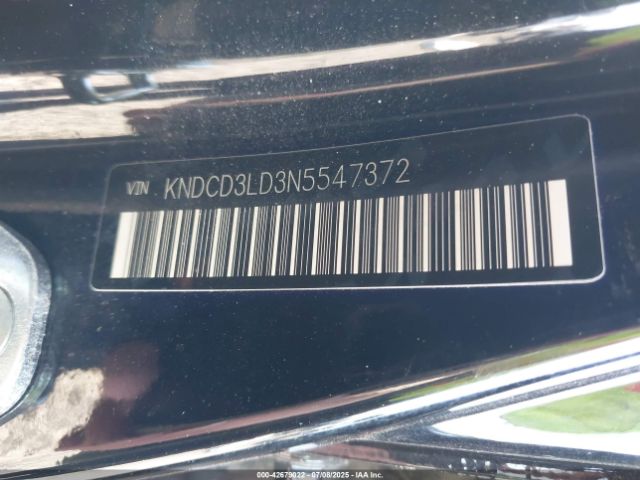 VIN KNDCD3LD3N5547372
000-42679022 - 07/08/2025 - IAA Inc.